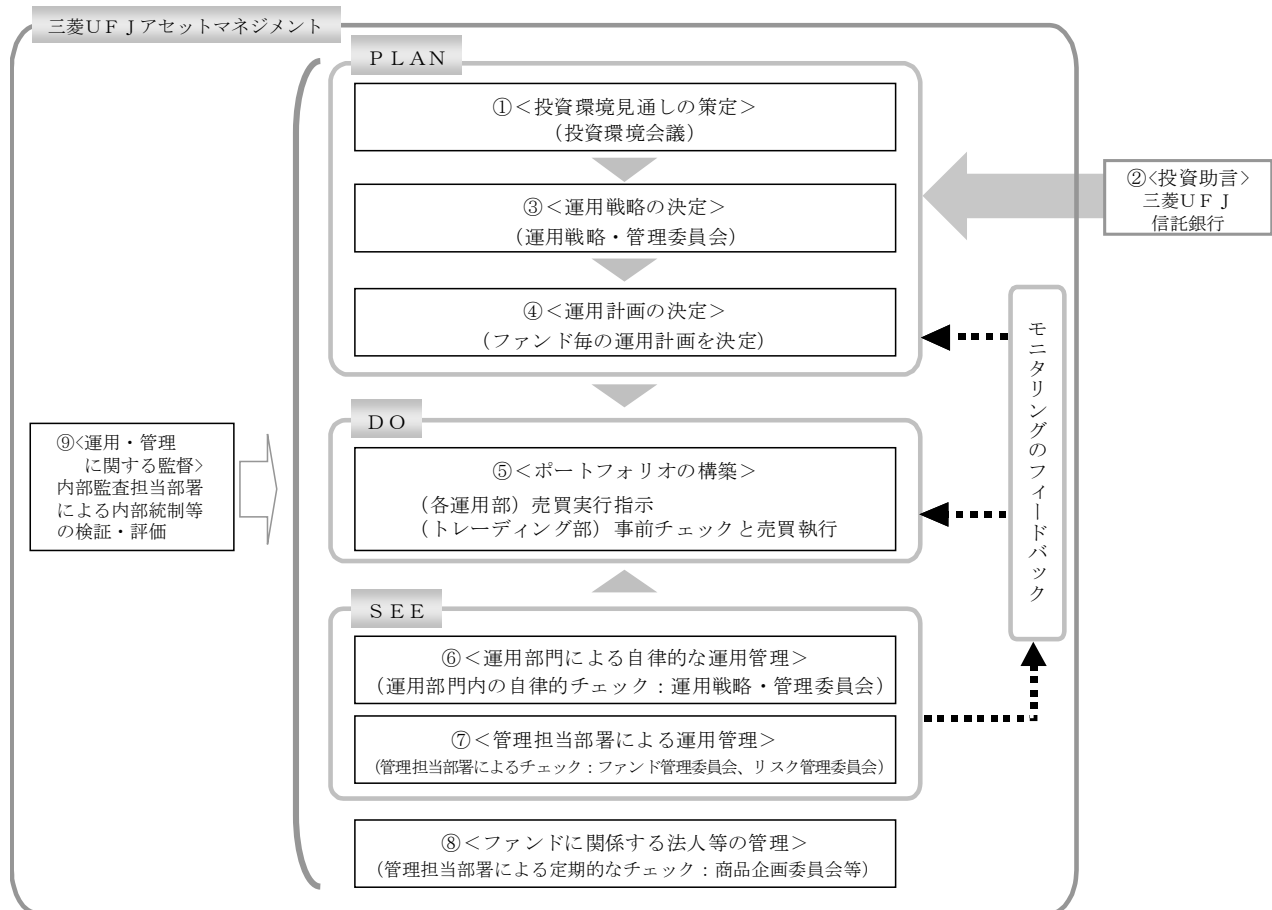 三菱UFJアセットマネジメント
PLAN
①<投資環境見通しの策定>
(投資環境会議)
②<投資助言>
三菱UFJ
信託銀行
③<運用戦略の決定>
(運用戦略・管理委員会)
④<運用計画の決定>
(ファンド毎の運用計画を決定)
モニタリングのフィードバック
DO
⑤<ポートフォリオの構築>
(各運用部)売買実行指示
(トレーディング部)事前チェックと売買執行
⑨<運用・管理
に関する監督>
内部監査担当部署
による内部統制等
の検証・評価
SEE
⑥<運用部門による自律的な運用管理>
(運用部門内の自律的チェック:運用戦略・管理委員会)
⑦<管理担当部署による運用管理>
(管理担当部署によるチェック:ファンド管理委員会、リスク管理委員会)
⑧<ファンドに関係する法人等の管理>
(管理担当部署による定期的なチェック:商品企画委員会等)